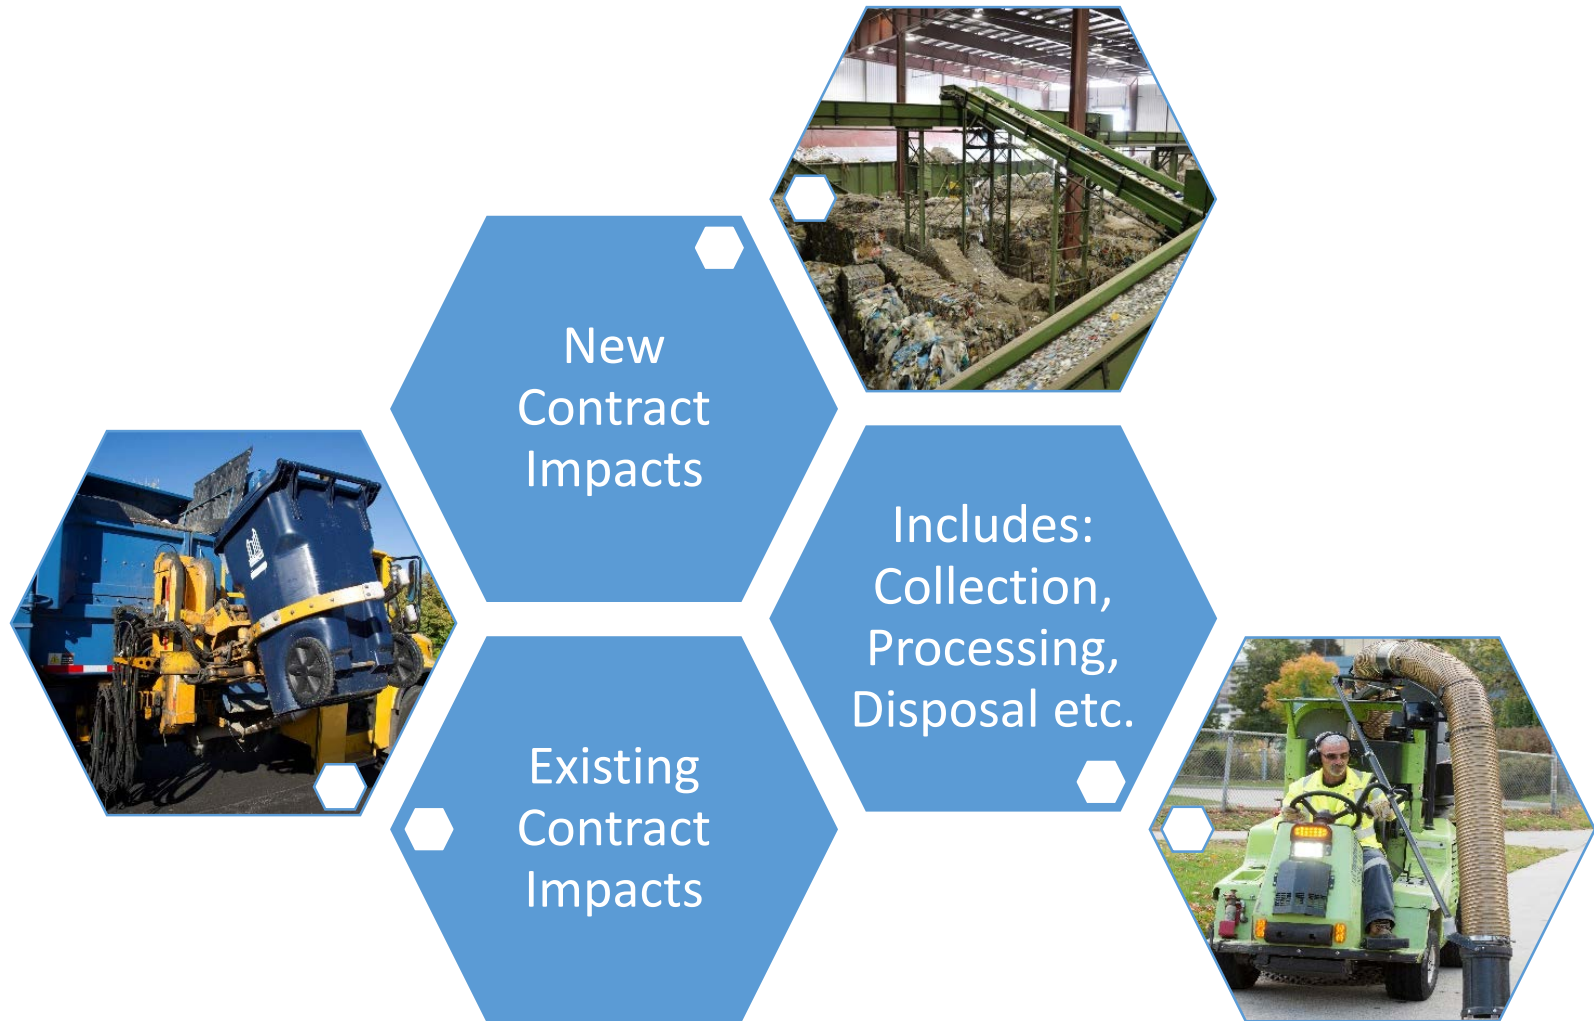 New
Contract
Impacts
Includes:
Collection,
Processing,
Disposal etc.
Existing
Contract
Impacts